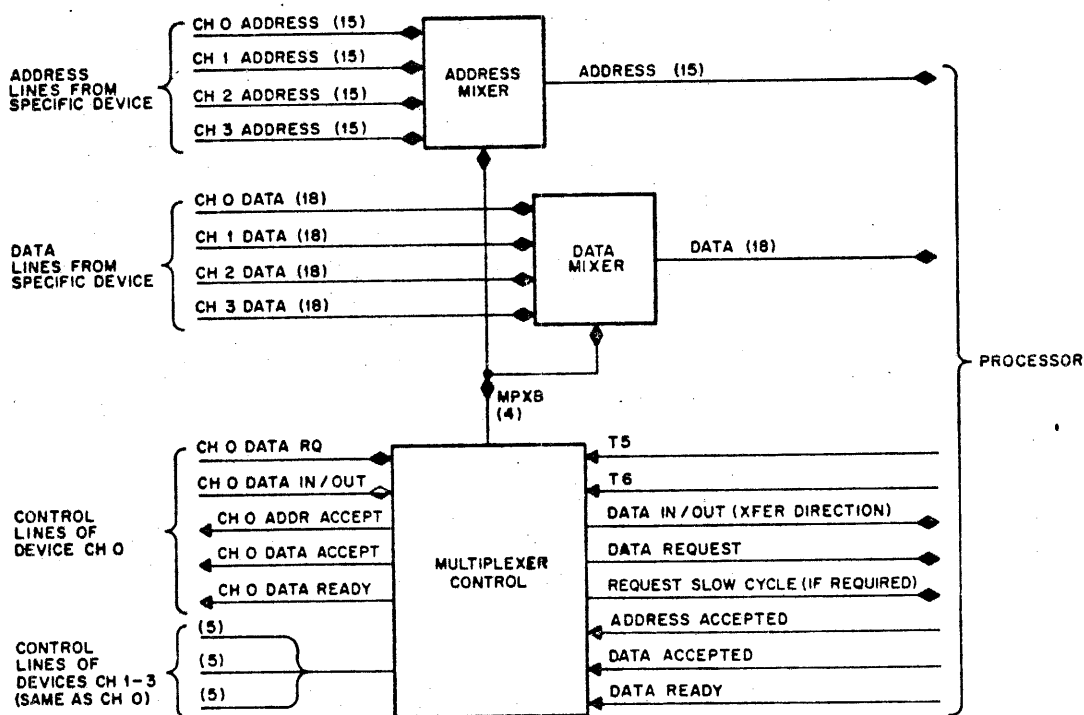 ADDRESS
LINES FROM
SPECIFIC DEVICE
CH 0 ADDRESS (15)
CH 1 ADDRESS (15)
CH 2 ADDRESS (15)
CH 3 ADDRESS (15)
ADDRESS
MIXER
ADDRESS (15)
DATA
LINES FROM
SPECIFIC DEVICE
CH 0 DATA (18)
CH 1 DATA (18)
CH 2 DATA (18)
CH 3 DATA (18)
DATA
MIXER
DATA (18)
PROCESSOR
MPXB
(4)
CONTROL
LINES OF
DEVICE CH 0
CH 0 DATA RQ
CH 0 DATA IN/OUT
CH 0 ADDR ACCEPT
CH 0 DATA ACCEPT
CH 0 DATA READY
CONTROL
LINES OF
DEVICES CH 1-3
(SAME AS CH 0)
(5)
(5)
(5)
MULTIPLEXER
CONTROL
T5
T6
DATA IN/OUT (XFER DIRECTION)
DATA REQUEST
REQUEST SLOW CYCLE (IF REQUIRED)
ADDRESS ACCEPTED
DATA ACCEPTED
DATA READY